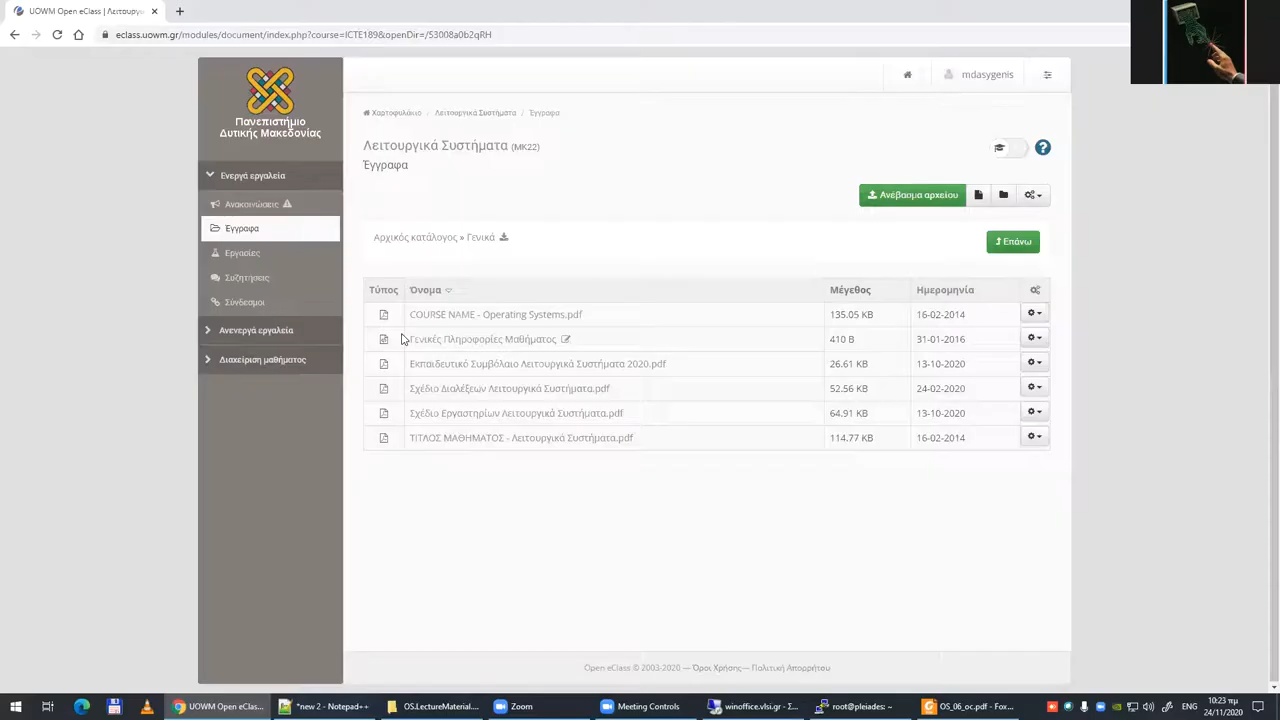 UOWM Open eClass | Λειτουργι
eclass.uowm.gr/modules/document/index.php?course=ICTE189&openDir=/53008a0b2qRH
Πανεπιστήμιο
Δυτικής Μακεδονίας
mdasygenis
Χαρτοφυλάκιο / Λειτουργικά Συστήματα / Έγγραφα
Λειτουργικά Συστήματα (MK22)
Έγγραφα
Ενεργά εργαλεία
Ανακοινώσεις
Έγγραφα
Εργασίες
Συζητήσεις
Σύνδεσμοι
Ανενεργά εργαλεία
Διαχείριση μαθήματος
Ανέβασμα αρχείου
Αρχικός κατάλογος » Γενικά
Επάνω
Τύπος Όνομα Μέγεθος Ημερομηνία
COURSE NAME - Operating Systems.pdf 135.05 KB 16-02-2014
Γενικές Πληροφορίες Μαθήματος 410 B 31-01-2016
Εκπαιδευτικό Συμβόλαιο Λειτουργικά Συστήματα 2020.pdf 26.61 KB 13-10-2020
Σχέδιο Διαλέξεων Λειτουργικά Συστήματα.pdf 52.56 KB 24-02-2020
Σχέδιο Εργαστηρίων Λειτουργικά Συστήματα.pdf 64.91 KB 13-10-2020
ΤΙΤΛΟΣ ΜΑΘΗΜΑΤΟΣ - Λειτουργικά Συστήματα.pdf 114.77 KB 16-02-2014
Open eClass © 2003-2020 — Όροι Χρήσης— Πολιτική Απορρήτου
UOWM Open eClass
*new 2 - Notepad++
OS.LectureMaterial...
Zoom
Meeting Controls
winoffice.vlsi.gr - Σ...
root@pleiades: ~
OS_06_oc.pdf - Fox...
10:23 πμ
24/11/2020